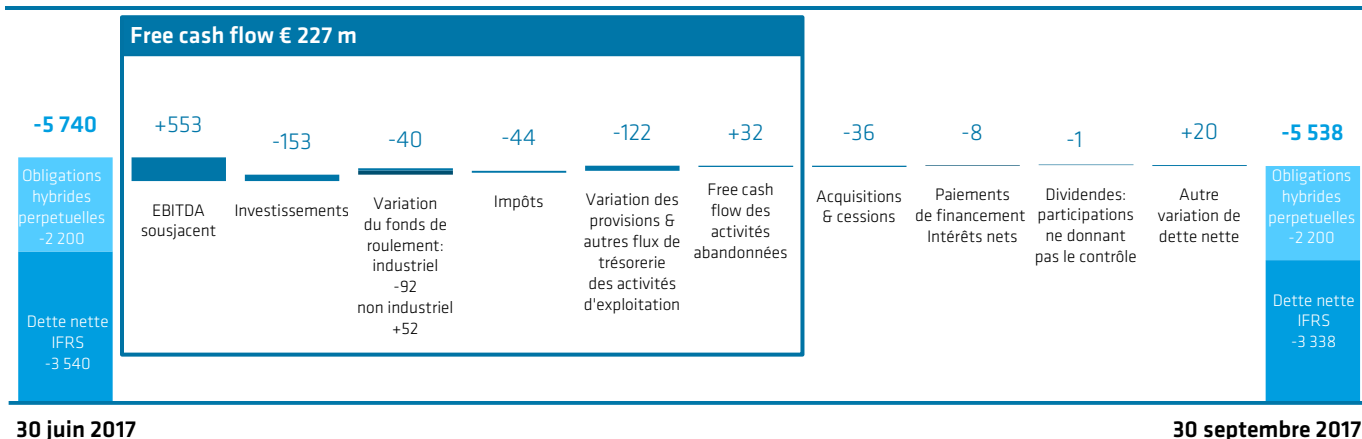 Free cash flow € 227 m
-5 740
Obligations
hybrides
perpetuelles
-2 200
Dette nette
IFRS
-3 540
+553
EBITDA
sousjacent
-153
Investissements
-40
Variation
du fonds de
roulement:
industriel
-92
non industriel
+52
-44
Impôts
-122
Variation des
provisions &
autres flux de
trésorerie
des activités
d'exploitation
+32
Free cash
flow des
activités
abandonnées
-36
Acquisitions
& cessions
-8
Paiements
de financement
Intérêts nets
-1
Dividendes:
participations
ne donnant
pas le contrôle
+20
Autre
variation de
dette nette
-5 538
Obligations
hybrides
perpetuelles
-2 200
Dette nette
IFRS
-3 338
30 juin 2017
30 septembre 2017